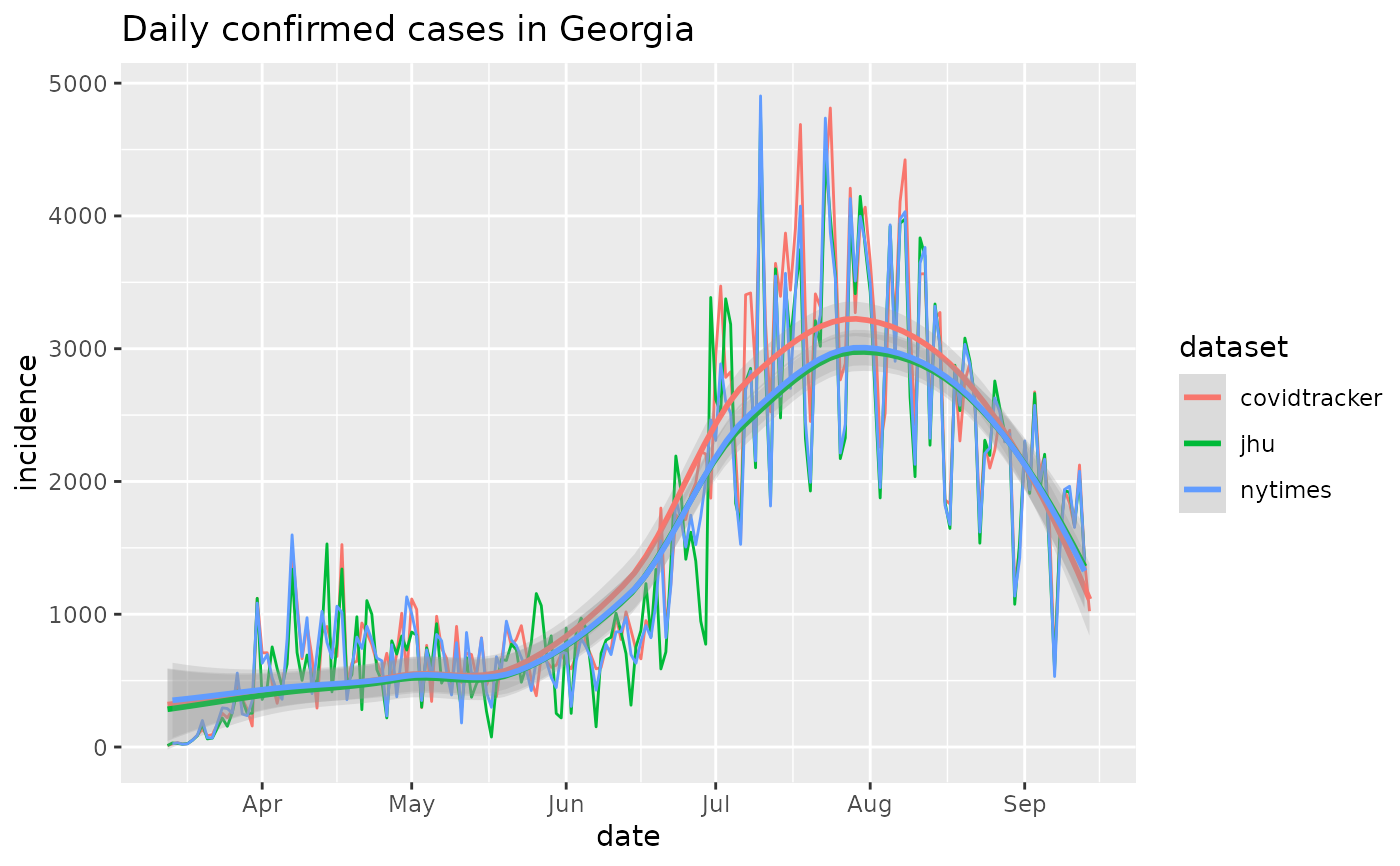 Daily confirmed cases in Georgia
5000
4000
3000
2000
1000
0
incidence
Apr May Jun Jul Aug Sep
date
dataset
covidtracker
jhu
nytimes